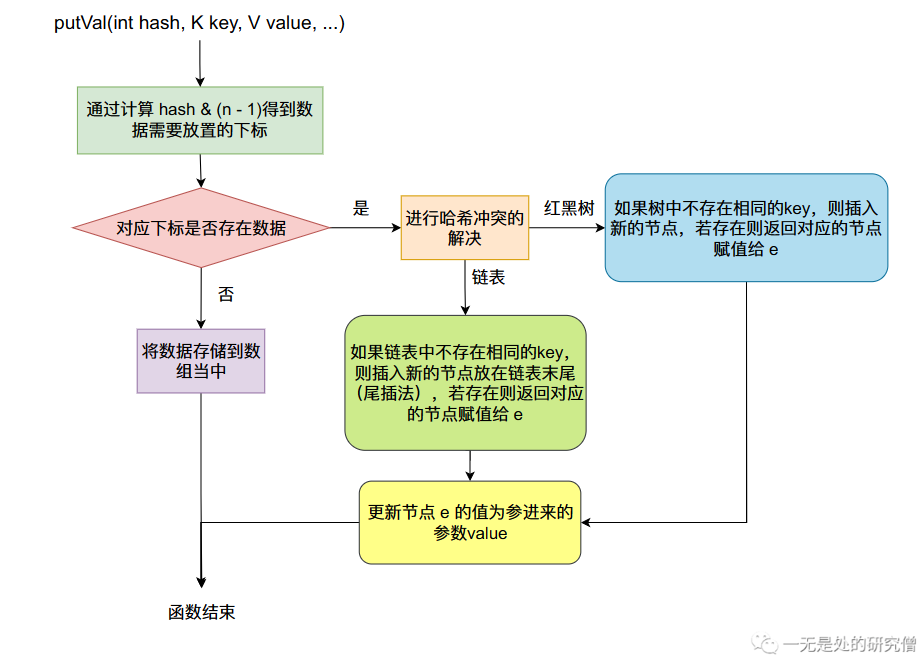 putVal(int hash, K key, V value, ...)
通过计算 hash & (n - 1)得到数
据需要放置的下标
对应下标是否存在数据
是
进行哈希冲突的
解决
红黑树
如果树中不存在相同的key，则插入
新的节点，若存在则返回对应的节点
赋值给 e
否
链表
将数据存储到数
组当中
如果链表中不存在相同的key，
则插入新的节点放在链表末尾
（尾插法），若存在则返回对应
的节点赋值给 e
更新节点 e 的值为参进来的
参数value
函数结束
一无是处的研究僧